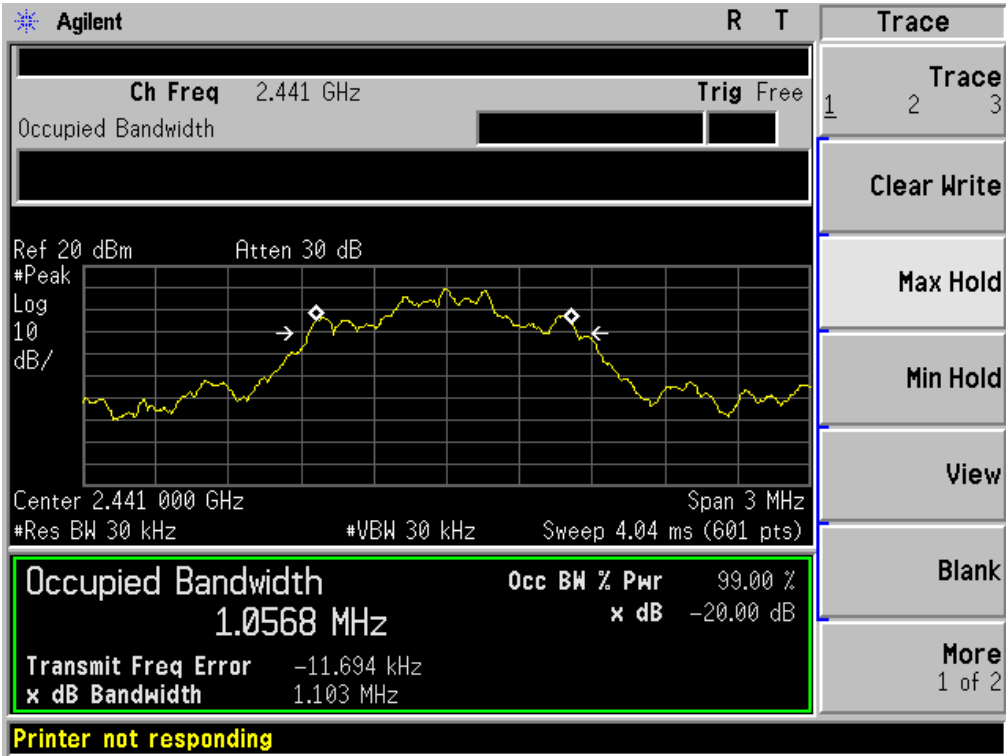 Agilent R T
Ch Freq 2.441 GHz Trig Free
Occupied Bandwidth
Ref 20 dBm Atten 30 dB
#Peak
Log
10
dB/
Center 2.441 000 GHz Span 3 MHz
#Res BW 30 kHz #VBW 30 kHz Sweep 4.04 ms (601 pts)
Occupied Bandwidth
1.0568 MHz
Occ BW % Pwr 99.00 %
x dB -20.00 dB
Transmit Freq Error -11.694 kHz
x dB Bandwidth 1.103 MHz
Printer not responding
Trace
Trace
1 2 3
Clear Write
Max Hold
Min Hold
View
Blank
More
1 of 2